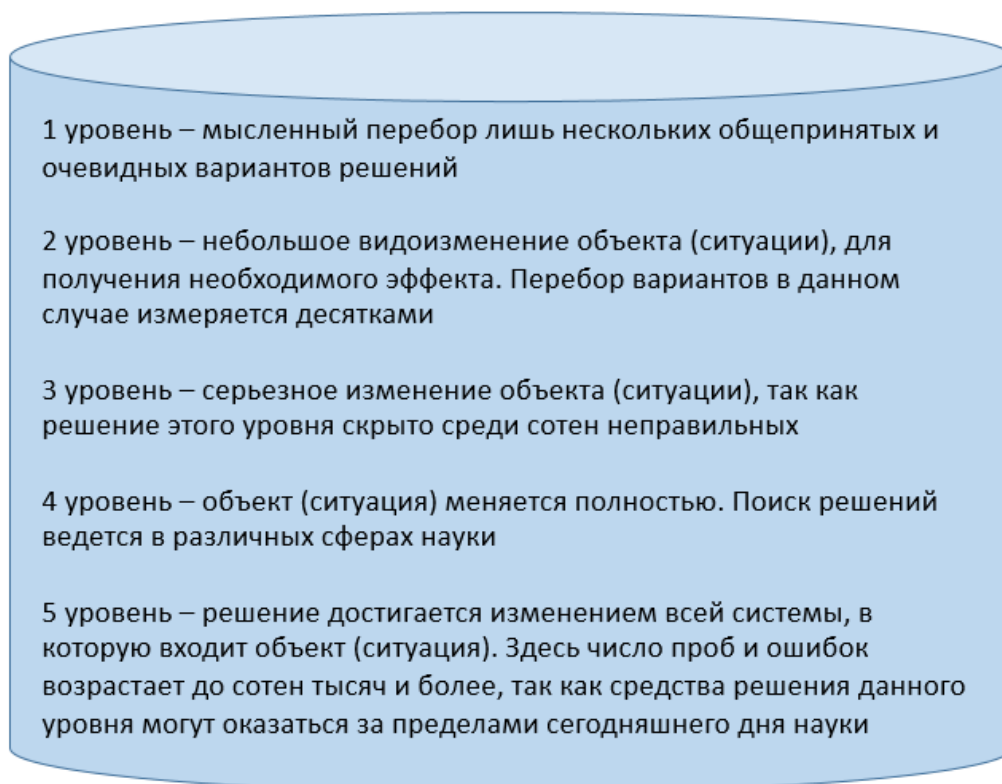 1 уровень – мысленный перебор лишь нескольких общепринятых и
очевидных вариантов решений
2 уровень – небольшое видоизменение объекта (ситуации), для
получения необходимого эффекта. Перебор вариантов в данном
случае измеряется десятками
3 уровень – серьезное изменение объекта (ситуации), так как
решение этого уровня скрыто среди сотен неправильных
4 уровень – объект (ситуация) меняется полностью. Поиск решений
ведется в различных сферах науки
5 уровень – решение достигается изменением всей системы, в
которую входит объект (ситуация). Здесь число проб и ошибок
возрастает до сотен тысяч и более, так как средства решения данного
уровня могут оказаться за пределами сегодняшнего дня науки